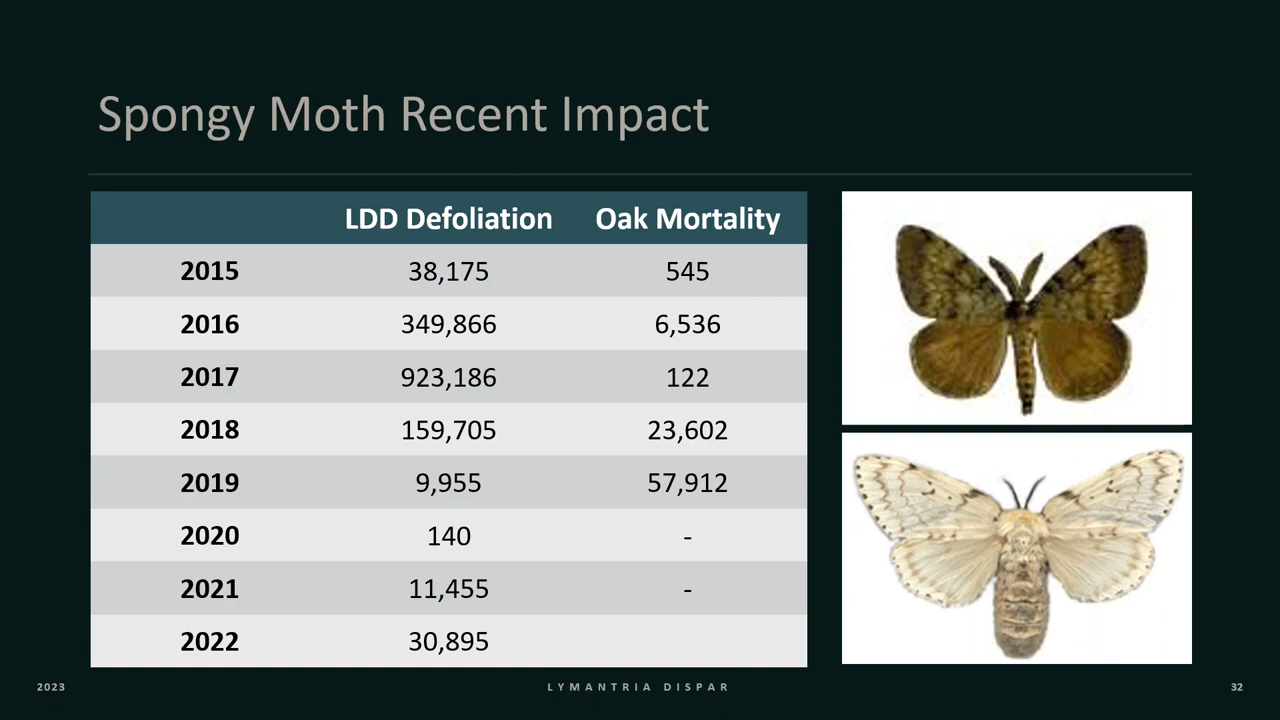 Spongy Moth Recent Impact
LDD Defoliation Oak Mortality
2015 38,175 545
2016 349,866 6,536
2017 923,186 122
2018 159,705 23,602
2019 9,955 57,912
2020 140 -
2021 11,455 -
2022 30,895
2023 LYMANTRIA DISPAR 32